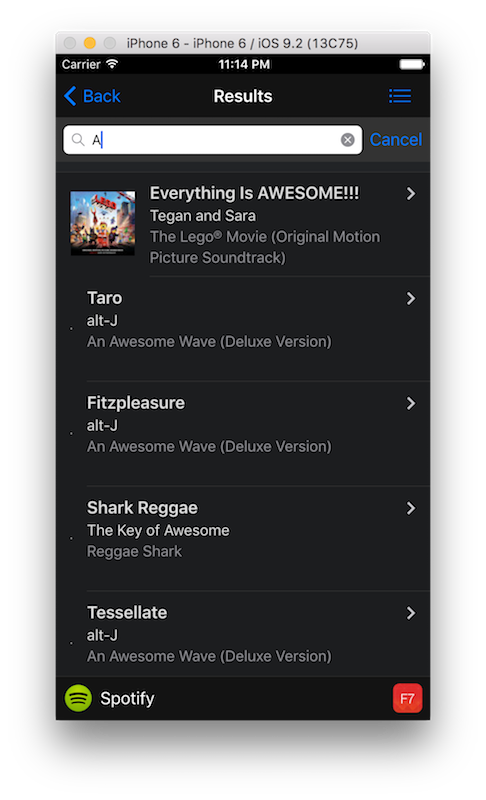 iPhone 6 - iPhone 6 / iOS 9.2 (13C75)
Carrier 11:14 PM
Back Results
A Cancel
Everything Is AWESOME!!!
Tegan and Sara
The Lego® Movie (Original Motion
Picture Soundtrack)
Taro
alt-J
An Awesome Wave (Deluxe Version)
Fitzpleasure
alt-J
An Awesome Wave (Deluxe Version)
Shark Reggae
The Key of Awesome
Reggae Shark
Tessellate
alt-J
An Awesome Wave (Deluxe Version)
Spotify F7